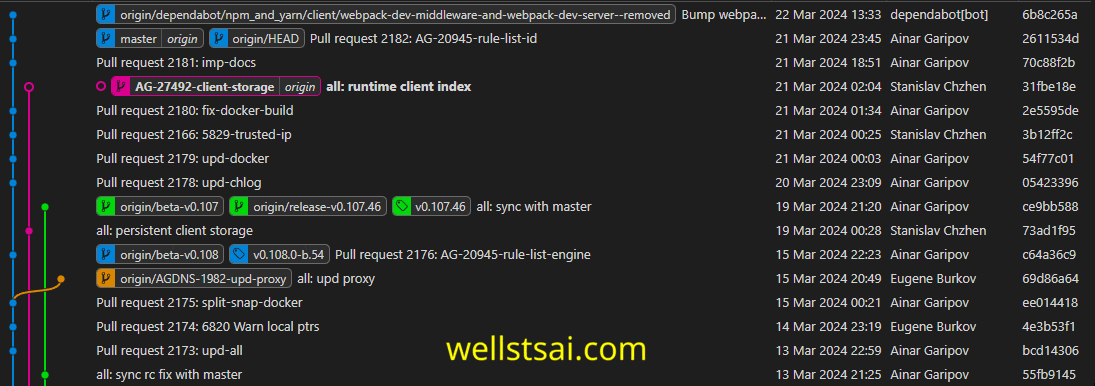 origin/dependabot/npm_and_yarn/client/webpack-dev-middleware-and-webpack-dev-server--removed Bump webpa... 22 Mar 2024 13:33 dependabot[bot] 6b8c265a
master origin origin/HEAD Pull request 2182: AG-20945-rule-list-id 21 Mar 2024 23:45 Ainar Garipov 2611534d
Pull request 2181: imp-docs 21 Mar 2024 18:51 Ainar Garipov 70c88f2b
AG-27492-client-storage origin all: runtime client index 21 Mar 2024 02:04 Stanislav Chzhen 31fbe18e
Pull request 2180: fix-docker-build 21 Mar 2024 01:34 Ainar Garipov 2e5595de
Pull request 2166: 5829-trusted-ip 21 Mar 2024 00:25 Stanislav Chzhen 3b12ff2c
Pull request 2179: upd-docker 21 Mar 2024 00:03 Ainar Garipov 54f77c01
Pull request 2178: upd-chlog 20 Mar 2024 23:09 Ainar Garipov 05423396
origin/beta-v0.107 origin/release-v0.107.46 v0.107.46 all: sync with master 19 Mar 2024 21:20 Ainar Garipov ce9bb588
all: persistent client storage 19 Mar 2024 00:28 Stanislav Chzhen 73ad1f95
origin/beta-v0.108 v0.108.0-b.54 Pull request 2176: AG-20945-rule-list-engine 15 Mar 2024 22:23 Ainar Garipov c64a36c9
origin/AGDNS-1982-upd-proxy all: upd proxy 15 Mar 2024 20:49 Eugene Burkov 69d86a64
Pull request 2175: split-snap-docker 15 Mar 2024 00:21 Ainar Garipov ee014418
Pull request 2174: 6820 Warn local ptrs 14 Mar 2024 23:19 Eugene Burkov 4e3b53f1
Pull request 2173: upd-all 13 Mar 2024 22:59 Ainar Garipov bcd14306
wellstsai.com
all: sync rc fix with master 13 Mar 2024 21:25 Ainar Garipov 55fb9145